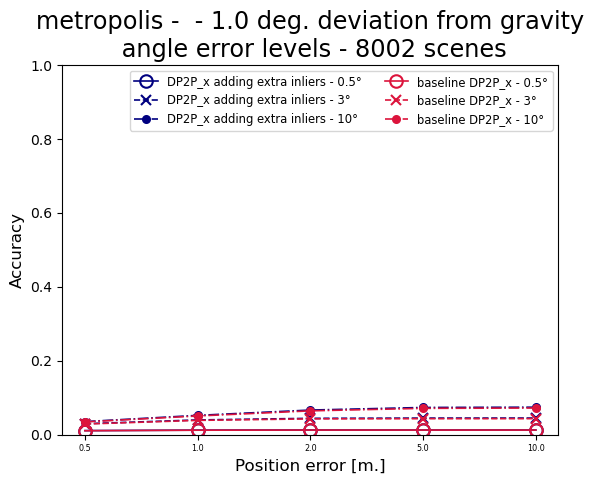 metropolis -  - 1.0 deg. deviation from gravity
angle error levels - 8002 scenes
DP2P_x adding extra inliers - 0.5°
DP2P_x adding extra inliers - 3°
DP2P_x adding extra inliers - 10°
baseline DP2P_x - 0.5°
baseline DP2P_x - 3°
baseline DP2P_x - 10°
Accuracy
1.0
0.8
0.6
0.4
0.2
0.0
0.5 1.0 2.0 5.0 10.0
Position error [m.]